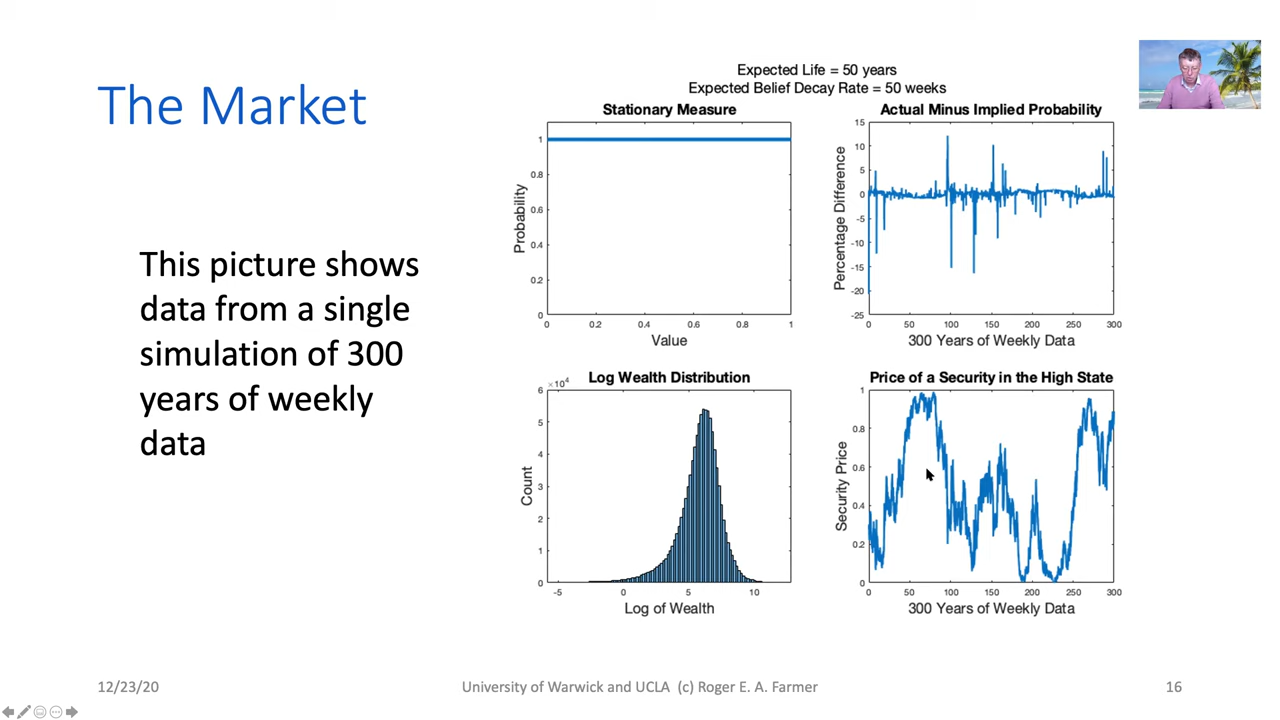 The Market
This picture shows
data from a single
simulation of 300
years of weekly
data
Expected Life = 50 years
Expected Belief Decay Rate = 50 weeks
Stationary Measure
Probability
1
0.8
0.6
0.4
0.2
0
0 0.2 0.4 0.6 0.8 1
Value
Actual Minus Implied Probability
Percentage Difference
15
10
5
0
-5
-10
-15
-20
-25
0 50 100 150 200 250 300
300 Years of Weekly Data
Log Wealth Distribution
×10⁴
Count
6
5
4
3
2
1
0
-5 0 5 10
Log of Wealth
Price of a Security in the High State
Security Price
1
0.8
0.6
0.4
0.2
0
0 50 100 150 200 250 300
300 Years of Weekly Data
12/23/20
University of Warwick and UCLA (c) Roger E. A. Farmer
16